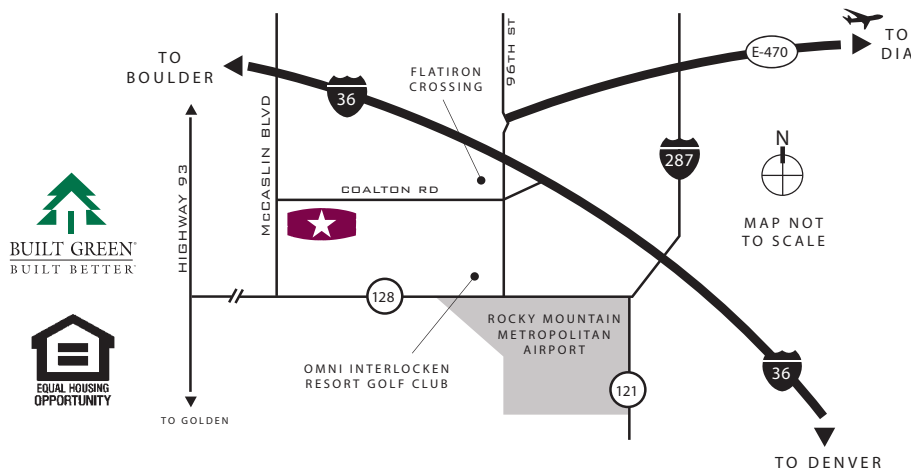 TO
BOULDER
36
FLATIRON
CROSSING
96TH ST
E-470
TO
DIA
287
N
MAP NOT
TO SCALE
HIGHWAY 93
MCCASLIN BLVD
COALTON RD
BUILT GREEN®
BUILT BETTER
128
ROCKY MOUNTAIN
METROPOLITAN
AIRPORT
OMNI INTERLOCKEN
RESORT GOLF CLUB
121
36
EQUAL HOUSING
OPPORTUNITY
TO GOLDEN
TO DENVER